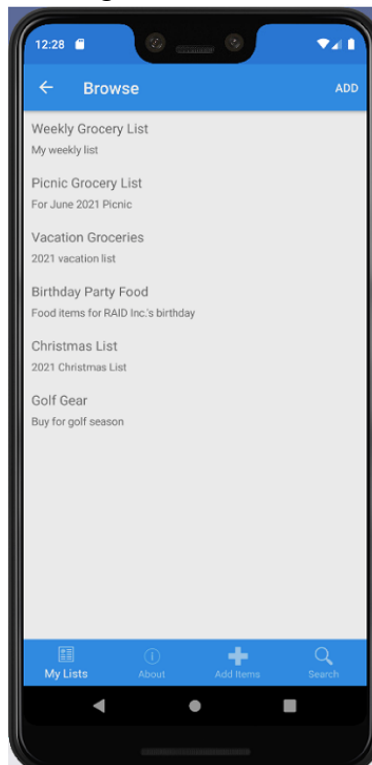 12:28
Browse
ADD
Weekly Grocery List
My weekly list
Picnic Grocery List
For June 2021 Picnic
Vacation Groceries
2021 vacation list
Birthday Party Food
Food items for RAID Inc.'s birthday
Christmas List
2021 Christmas List
Golf Gear
Buy for golf season
My Lists
About
Add Items
Search